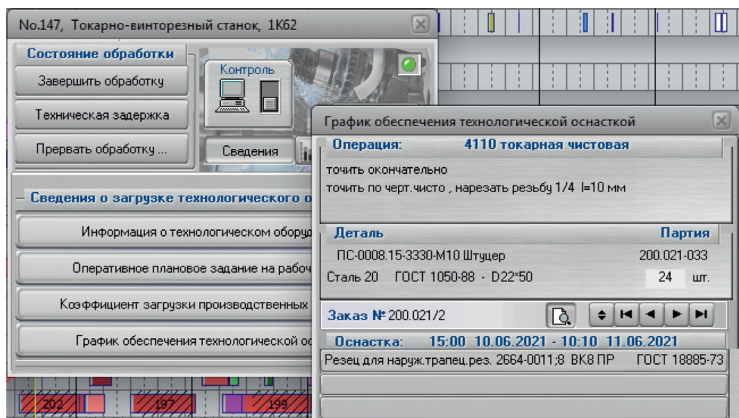 No.147, Токарно-винторезный станок, 1К62
Состояние обработки
Завершить обработку
Техническая задержка
Прервать обработку ...
Контроль
Сведения
Сведения о загрузке технологического о
Информация о технологическом оборуд
Оперативное плановое задание на рабоч
Коэффициент загрузки производственных
График обеспечения технологической ос
График обеспечения технологической оснасткой
Операция: 4110 токарная чистовая
точить окончательно
точить по черт.чисто , нарезать резьбу 1/4 l=10 мм
Деталь Партия
ПС-0008.15-3330-М10 Штуцер 200.021-033
Сталь 20 ГОСТ 1050-88 - D22*50 24 шт.
Заказ № 200.021/2
Оснастка: 15:00 10.06.2021 - 10:10 11.06.2021
Резец для наруж.трапец.рез. 2664-0011;8 ВК8 ПР ГОСТ 18885-73
202 197 199